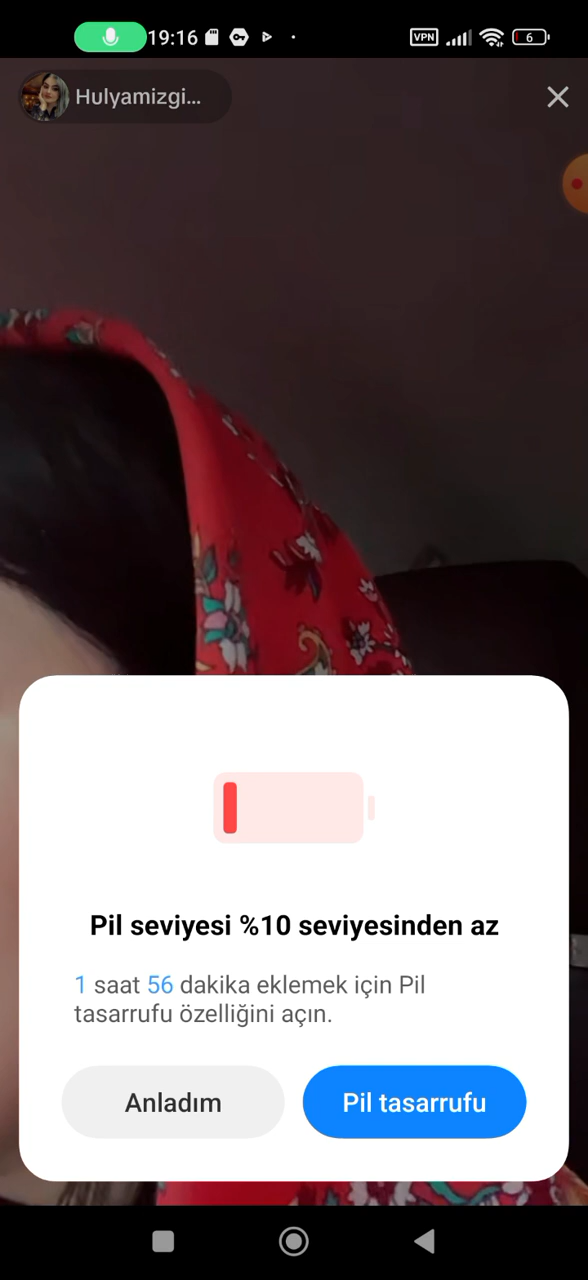 19:16 VPN 6
Hulyamizgi...
Pil seviyesi %10 seviyesinden az
1 saat 56 dakika eklemek için Pil
tasarrufu özelliğini açın.
Anladım Pil tasarrufu